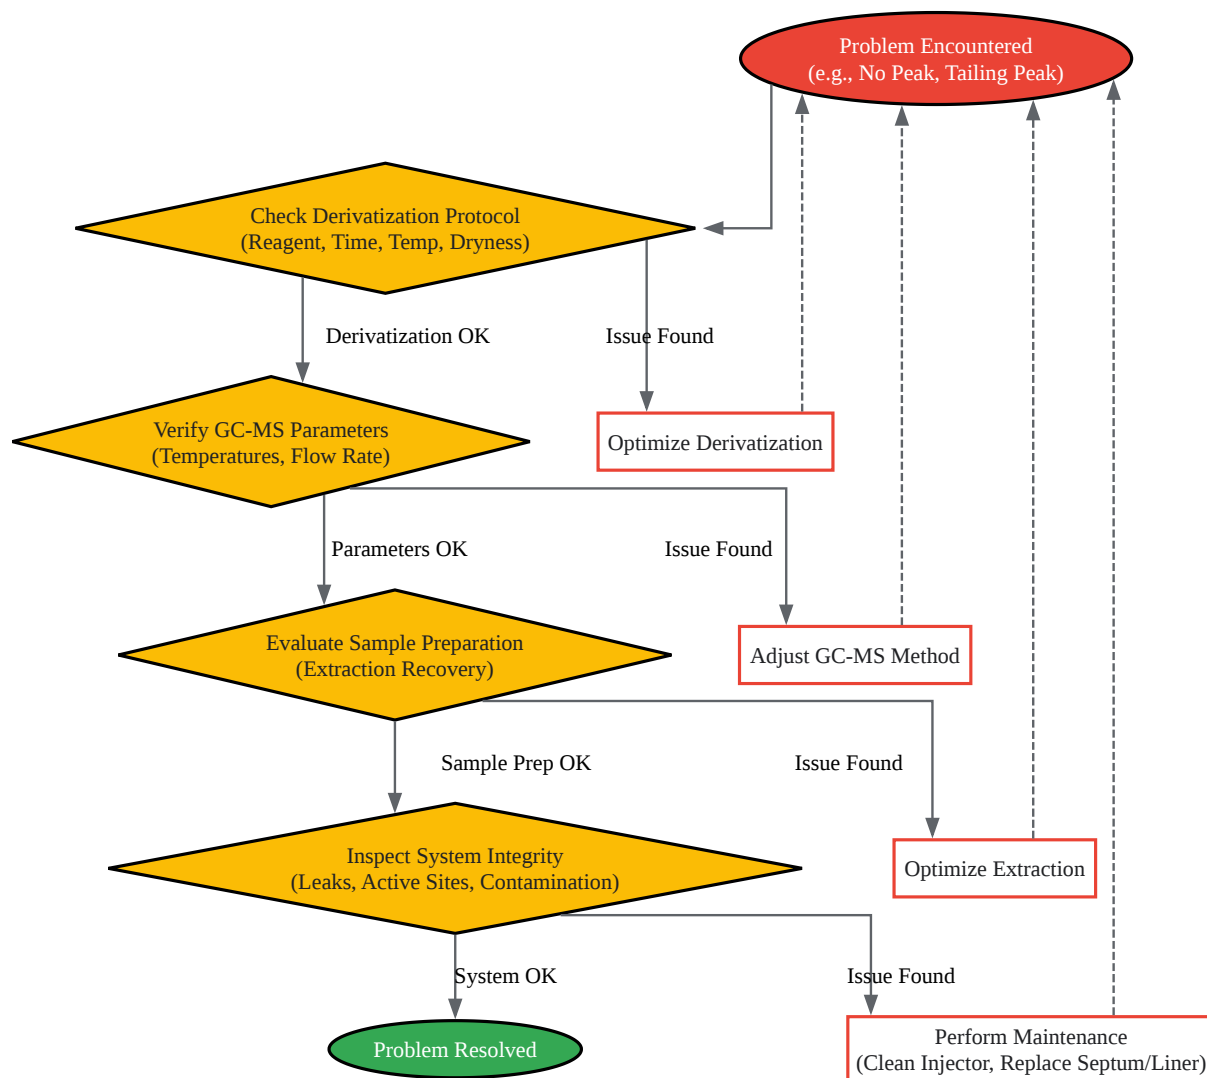 Problem Encountered
(e.g., No Peak, Tailing Peak)
Check Derivatization Protocol
(Reagent, Time, Temp, Dryness)
Derivatization OK
Issue Found
Verify GC-MS Parameters
(Temperatures, Flow Rate)
Optimize Derivatization
Parameters OK
Issue Found
Evaluate Sample Preparation
(Extraction Recovery)
Adjust GC-MS Method
Sample Prep OK
Issue Found
Inspect System Integrity
(Leaks, Active Sites, Contamination)
Optimize Extraction
System OK
Issue Found
Problem Resolved
Perform Maintenance
(Clean Injector, Replace Septum/Liner)